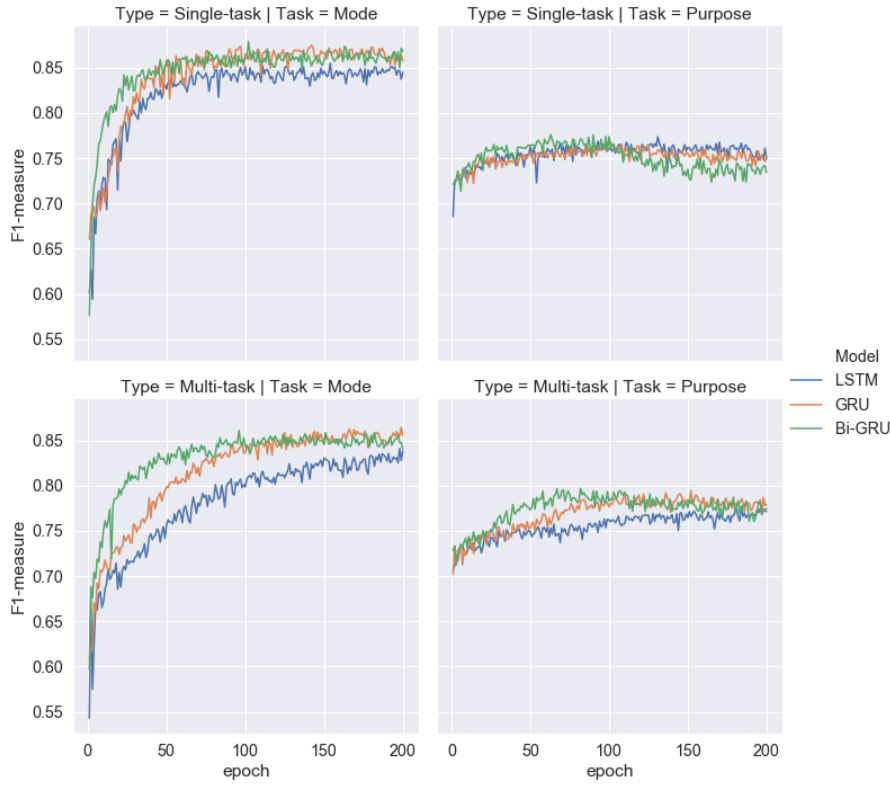 Type = Single-task | Task = Mode
Type = Single-task | Task = Purpose
0.85
0.80
0.75
0.70
0.65
0.60
0.55
F1-measure
Model
LSTM
GRU
Bi-GRU
Type = Multi-task | Task = Mode
Type = Multi-task | Task = Purpose
0.85
0.80
0.75
0.70
0.65
0.60
0.55
F1-measure
0 50 100 150 200
epoch
0 50 100 150 200
epoch